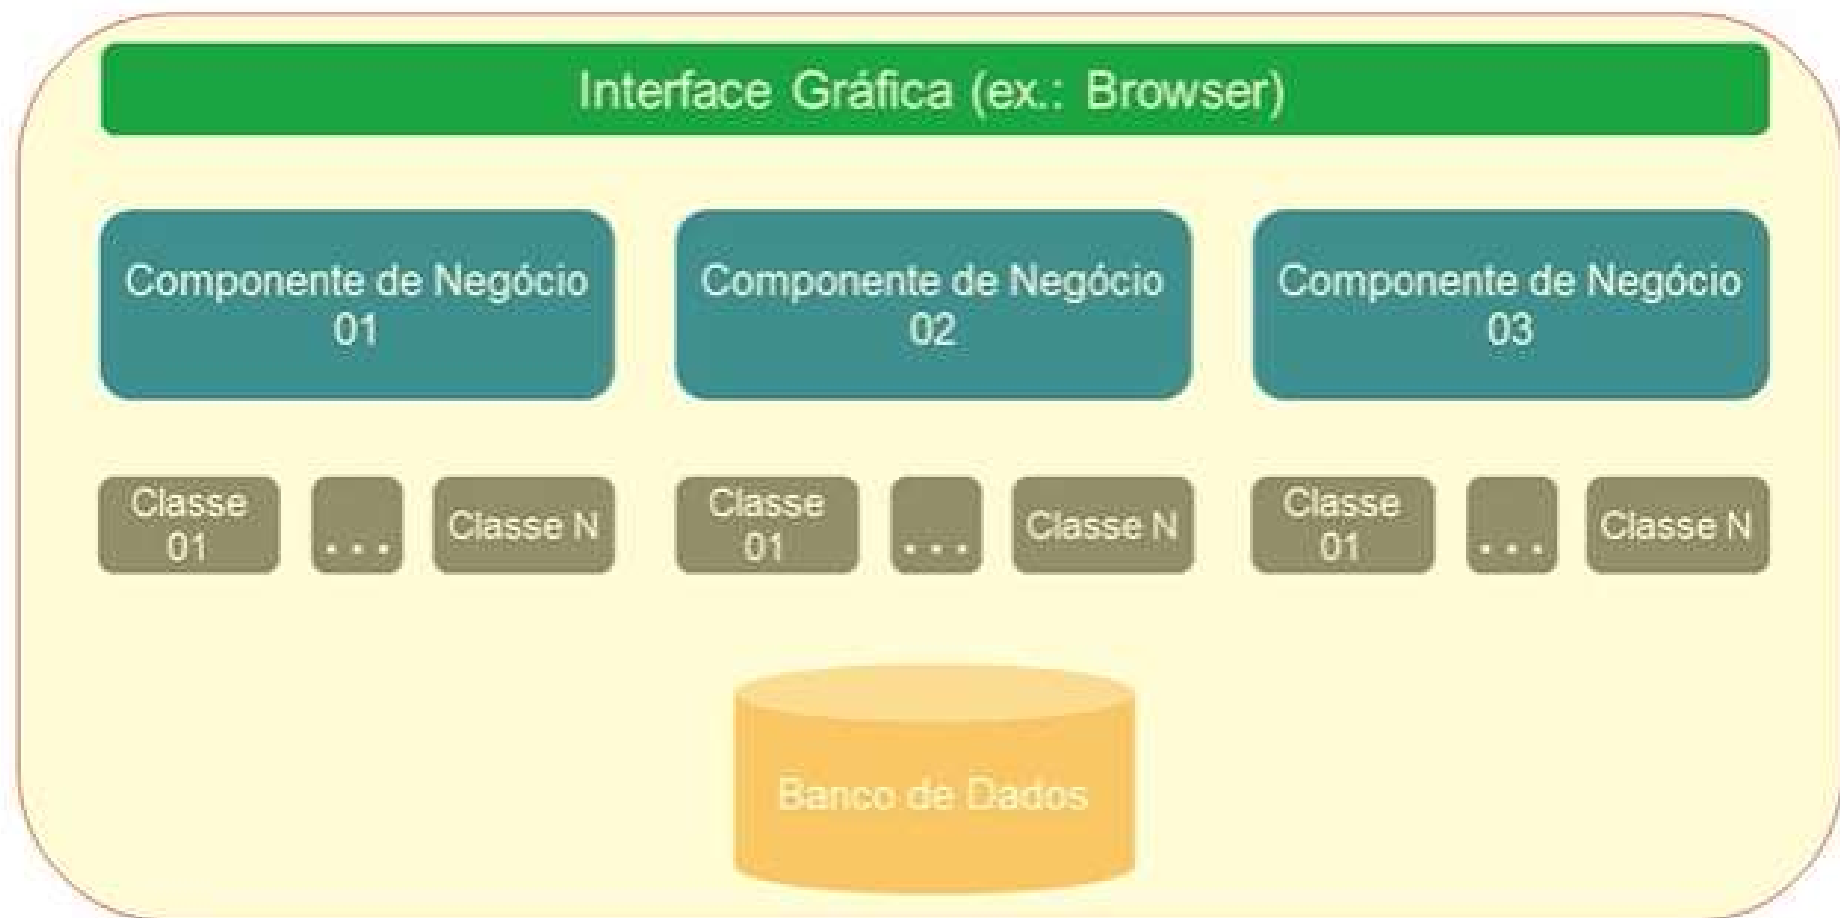 Interface Gráfica (ex.: Browser)
Componente de Negócio
01
Componente de Negócio
02
Componente de Negócio
03
Classe
01
...
Classe N
Classe
01
...
Classe N
Classe
01
...
Classe N
Banco de Dados